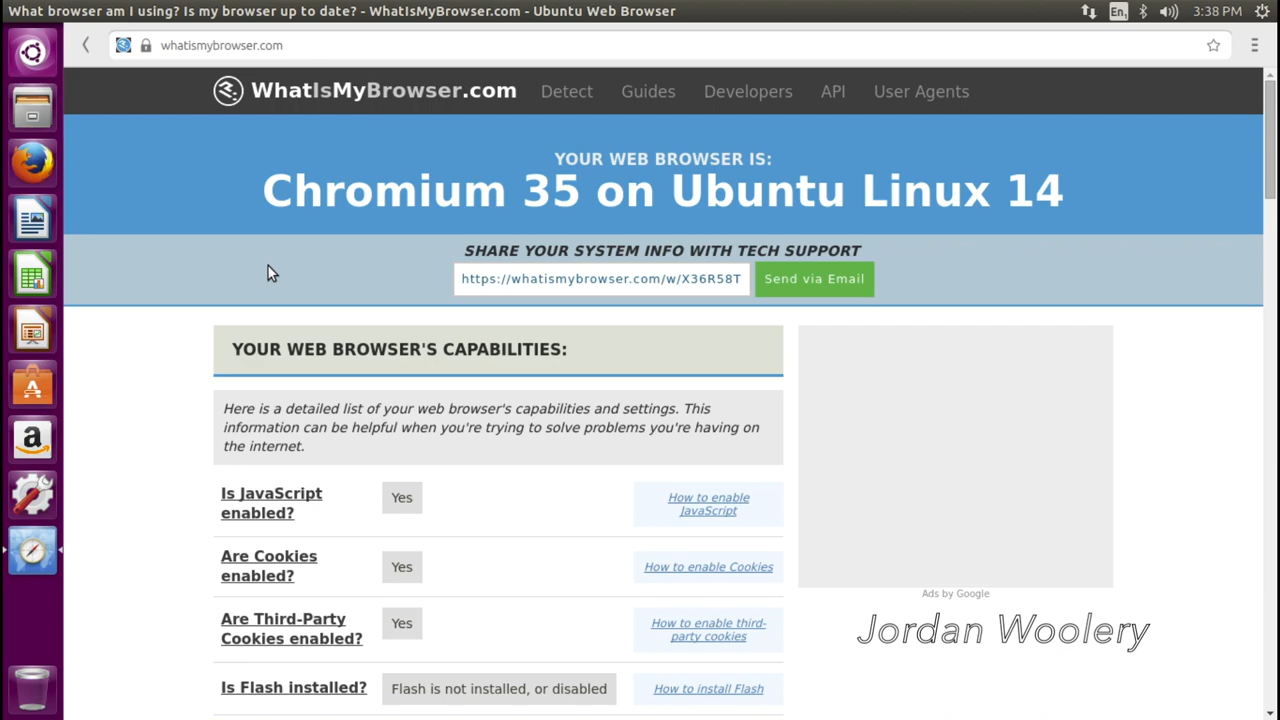 What browser am I using? Is my browser up to date? - WhatIsMyBrowser.com - Ubuntu Web Browser
En1
3:38 PM
whatismybrowser.com
WhatIsMyBrowser.com
Detect
Guides
Developers
API
User Agents
YOUR WEB BROWSER IS:
Chromium 35 on Ubuntu Linux 14
SHARE YOUR SYSTEM INFO WITH TECH SUPPORT
https://whatismybrowser.com/w/X36R58T
Send via Email
YOUR WEB BROWSER'S CAPABILITIES:
Here is a detailed list of your web browser's capabilities and settings. This
information can be helpful when you're trying to solve problems you're having on
the internet.
Is JavaScript
enabled?
Yes
How to enable
JavaScript
Are Cookies
enabled?
Yes
How to enable Cookies
Are Third-Party
Cookies enabled?
Yes
How to enable third-
party cookies
Is Flash installed?
Flash is not installed, or disabled
How to install Flash
Ads by Google
Jordan Woolery